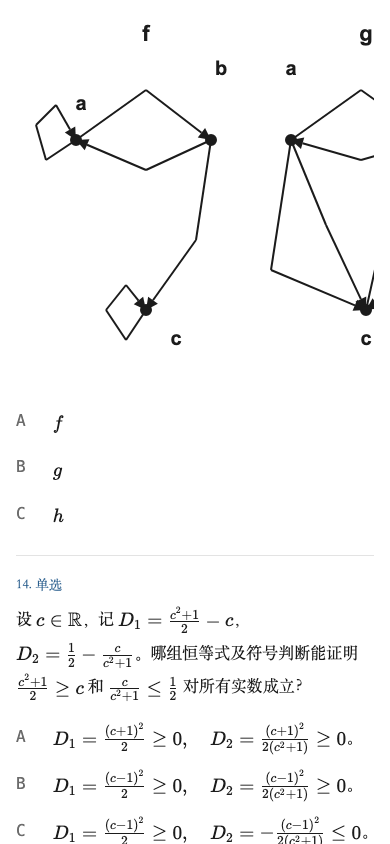 f g
b a
a
c c
A f
B g
C h
14. 单选
设 c ∈ ℝ，记 D₁ = (c²+1)/2 − c，
D₂ = 1/2 − c/(c²+1)。哪组恒等式及符号判断能证明
(c²+1)/2 ≥ c 和 c/(c²+1) ≤ 1/2 对所有实数成立？
A D₁ = (c+1)²/2 ≥ 0, D₂ = (c+1)²/(2(c²+1)) ≥ 0。
B D₁ = (c−1)²/2 ≥ 0, D₂ = (c−1)²/(2(c²+1)) ≥ 0。
C D₁ = (c−1)²/2 ≥ 0, D₂ = −(c−1)²/(2(c²+1)) ≤ 0。